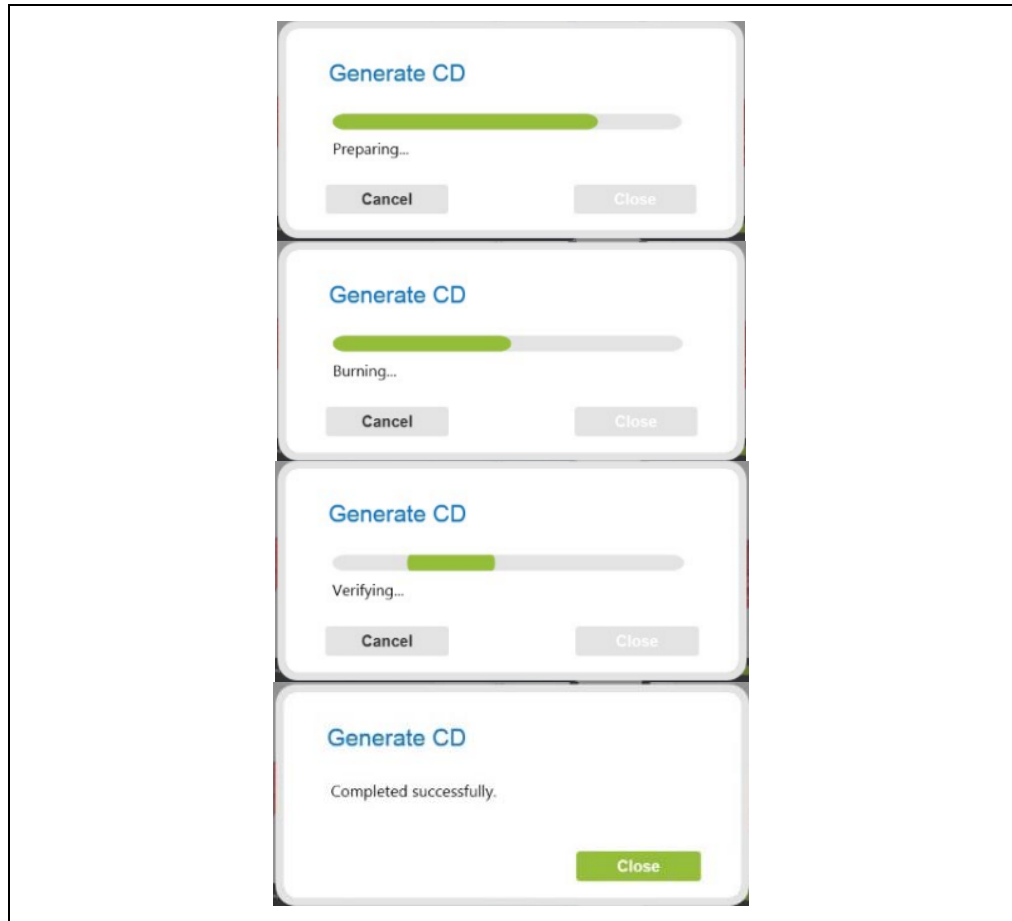 Generate CD
Preparing...
Cancel Close
Generate CD
Burning...
Cancel Close
Generate CD
Verifying...
Cancel Close
Generate CD
Completed successfully.
Close